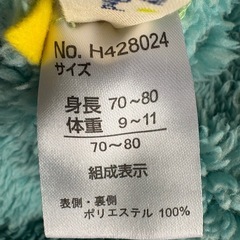 No. H428024
サイズ
身長 70~80
体重 9~11
70~80
組成表示
表側・裏側
ポリエステル 100%